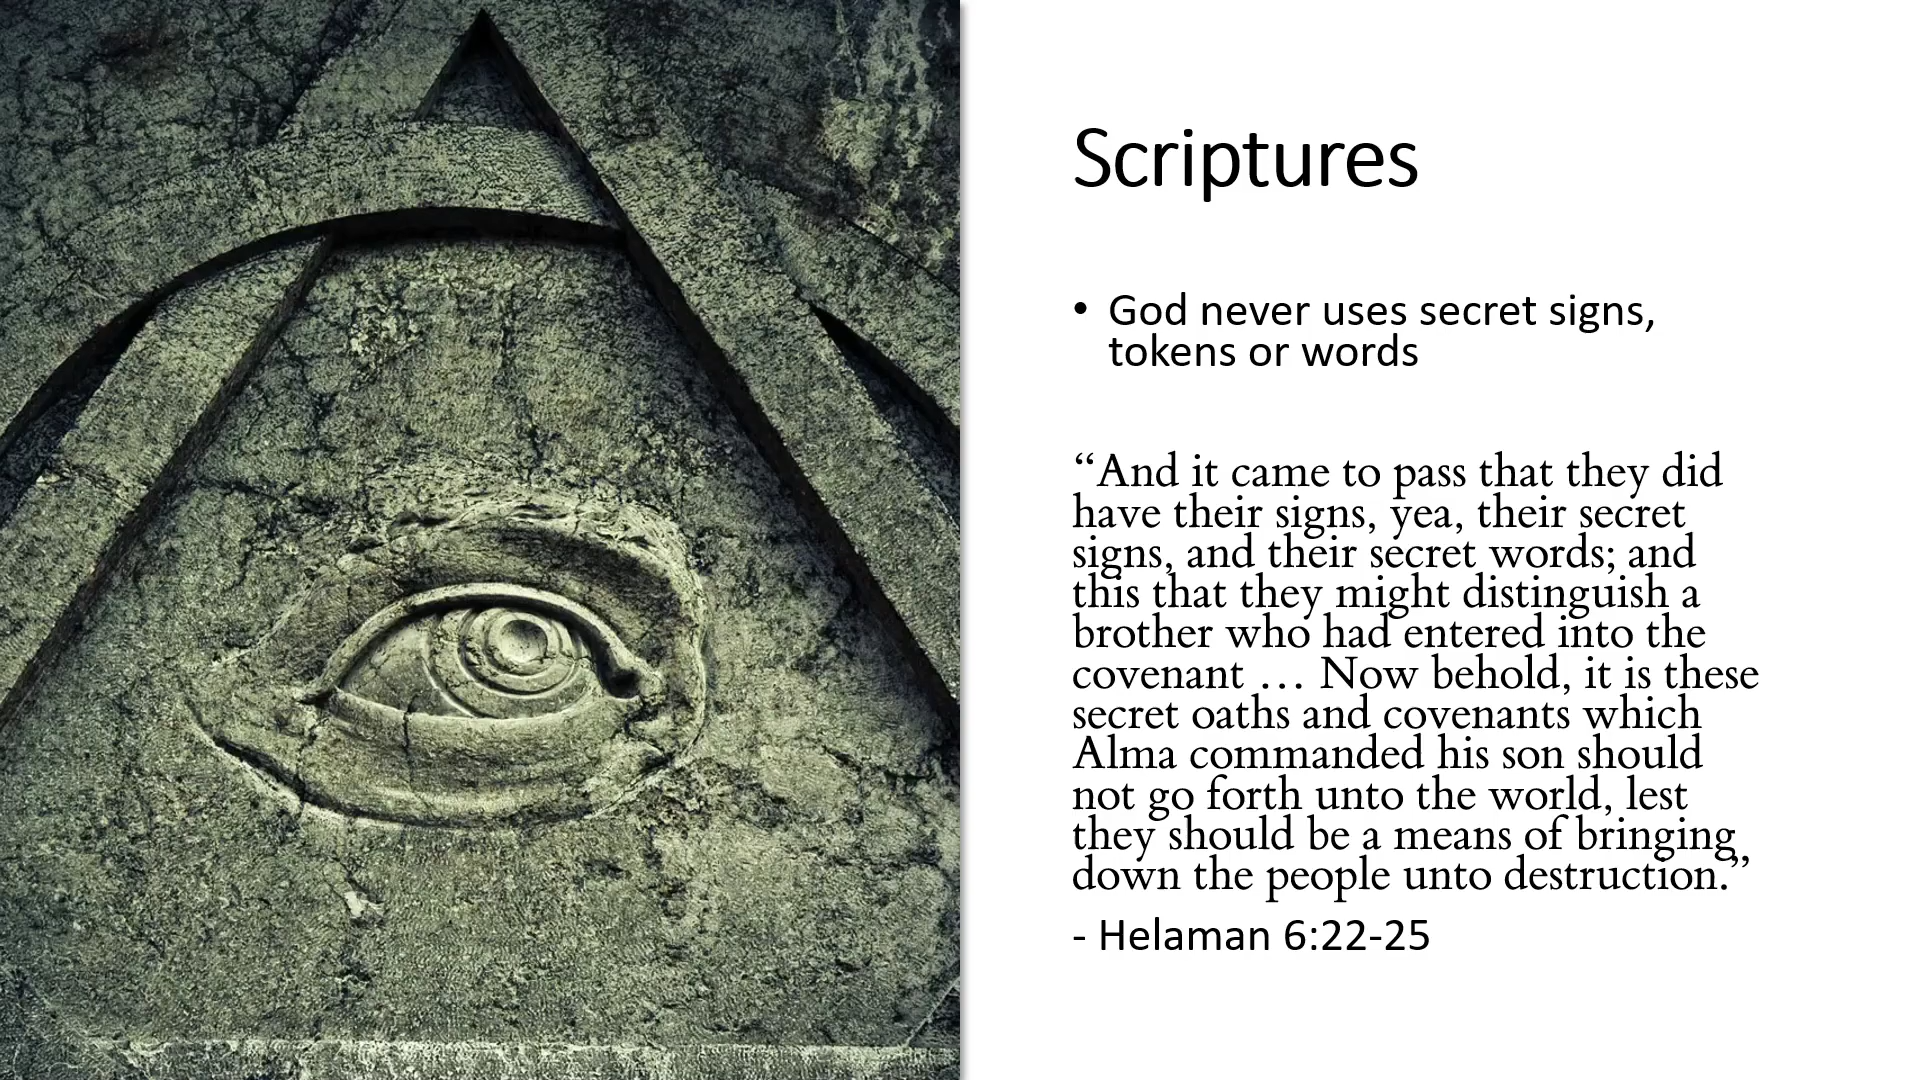 Scriptures
• God never uses secret signs,
tokens or words
“And it came to pass that they did
have their signs, yea, their secret
signs, and their secret words; and
this that they might distinguish a
brother who had entered into the
covenant … Now behold, it is these
secret oaths and covenants which
Alma commanded his son should
not go forth unto the world, lest
they should be a means of bringing
down the people unto destruction.”
- Helaman 6:22-25